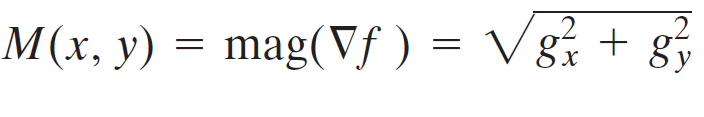 M(x, y) = mag(∇f ) = √(g_x^2 + g_y^2)